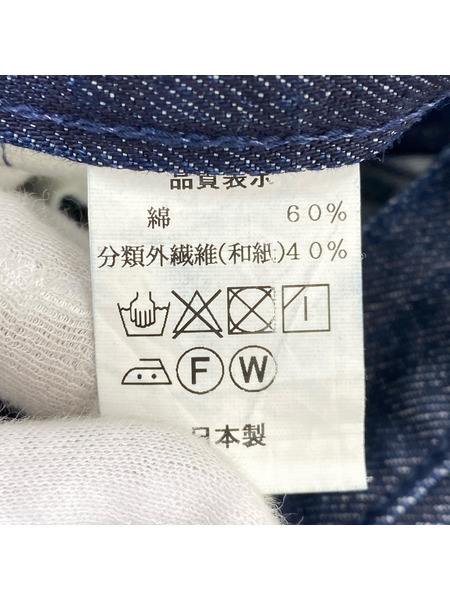 品質表示
綿 60%
分類外繊維(和紙)40%
F W
日本製